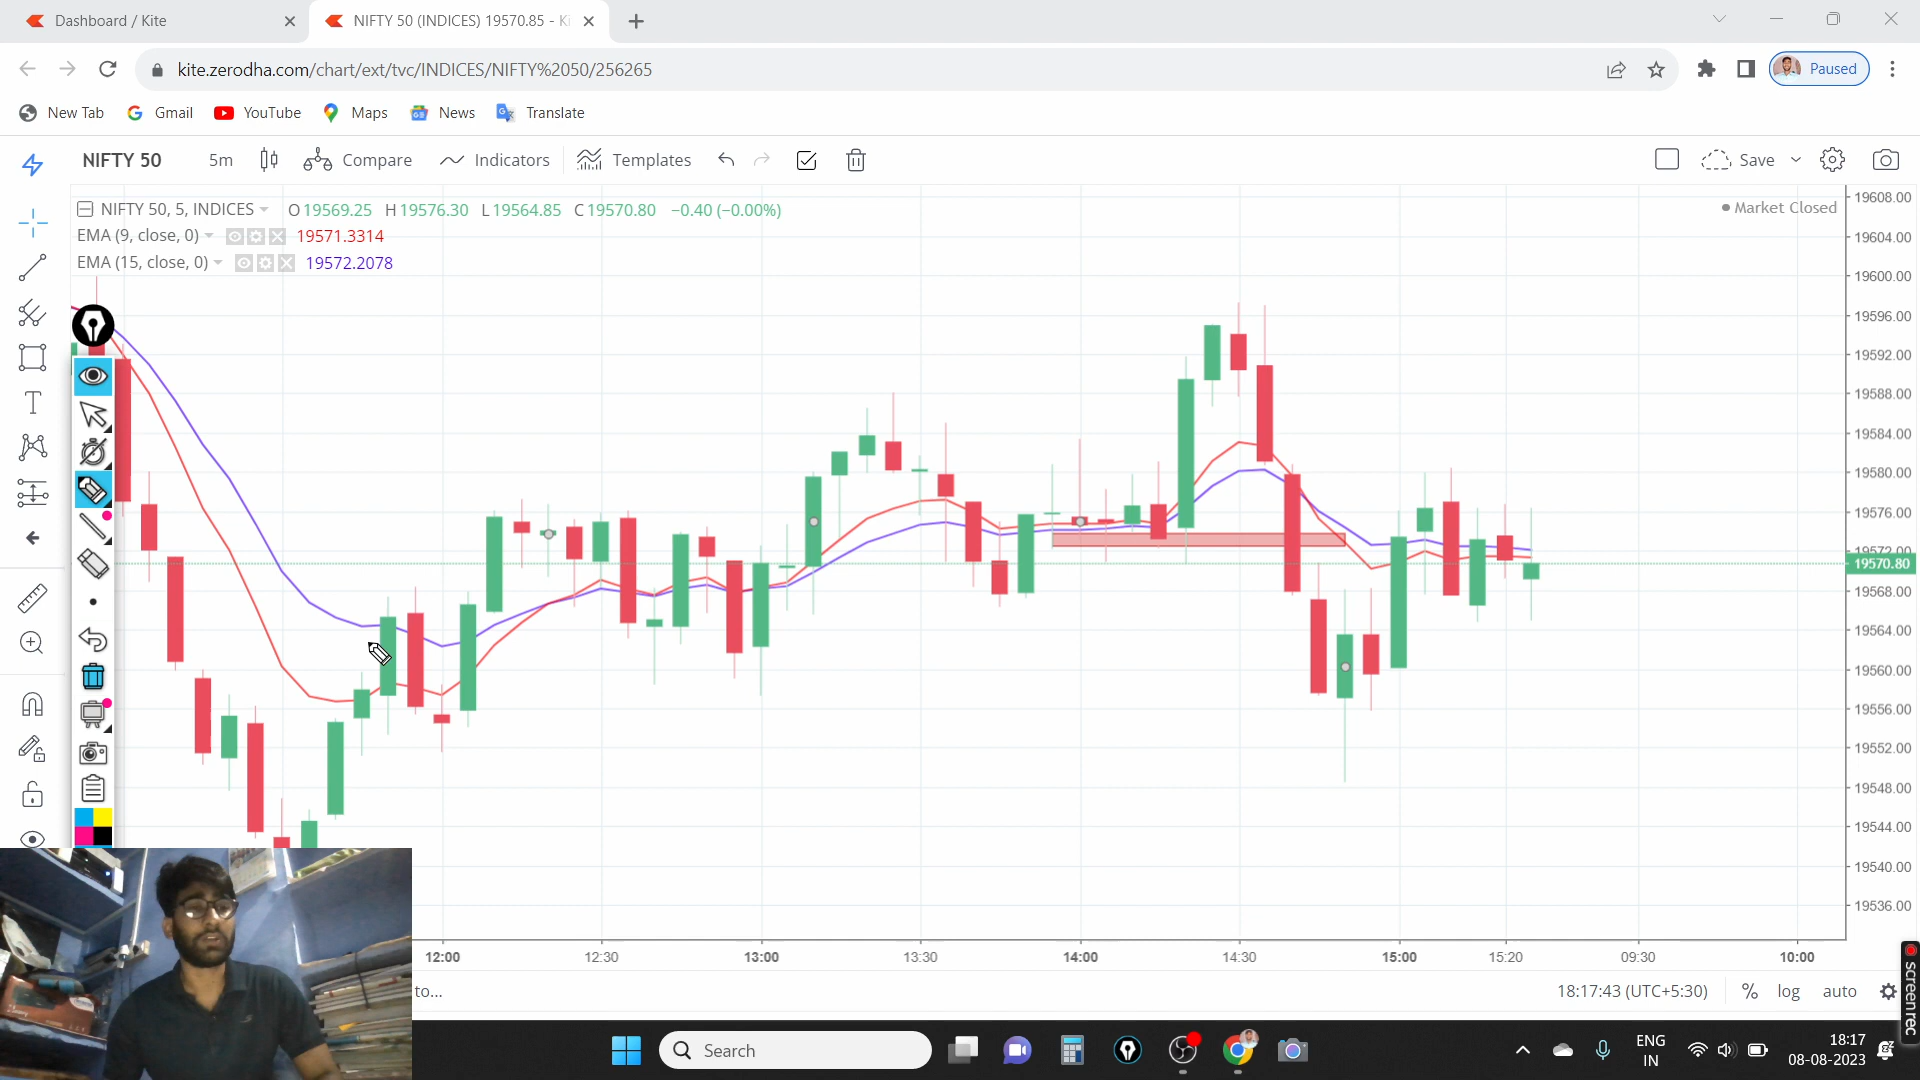 Dashboard / Kite
NIFTY 50 (INDICES) 19570.85 - Ki
kite.zerodha.com/chart/ext/tvc/INDICES/NIFTY%2050/256265
Paused
New Tab
Gmail
YouTube
Maps
News
Translate
NIFTY 50
5m
Compare
Indicators
Templates
Save
NIFTY 50, 5, INDICES
O 19569.25 H 19576.30 L 19564.85 C 19570.80 −0.40 (−0.00%)
Market Closed
EMA (9, close, 0)
19571.3314
EMA (15, close, 0)
19572.2078
19608.00
19604.00
19600.00
19596.00
19592.00
19588.00
19584.00
19580.00
19576.00
19572.00
19570.80
19568.00
19564.00
19560.00
19556.00
19552.00
19548.00
19544.00
19540.00
19536.00
12:00
12:30
13:00
13:30
14:00
14:30
15:00
15:20
09:30
10:00
to...
18:17:43 (UTC+5:30)
%
log
auto
screenrec
Search
ENG
IN
18:17
08-08-2023